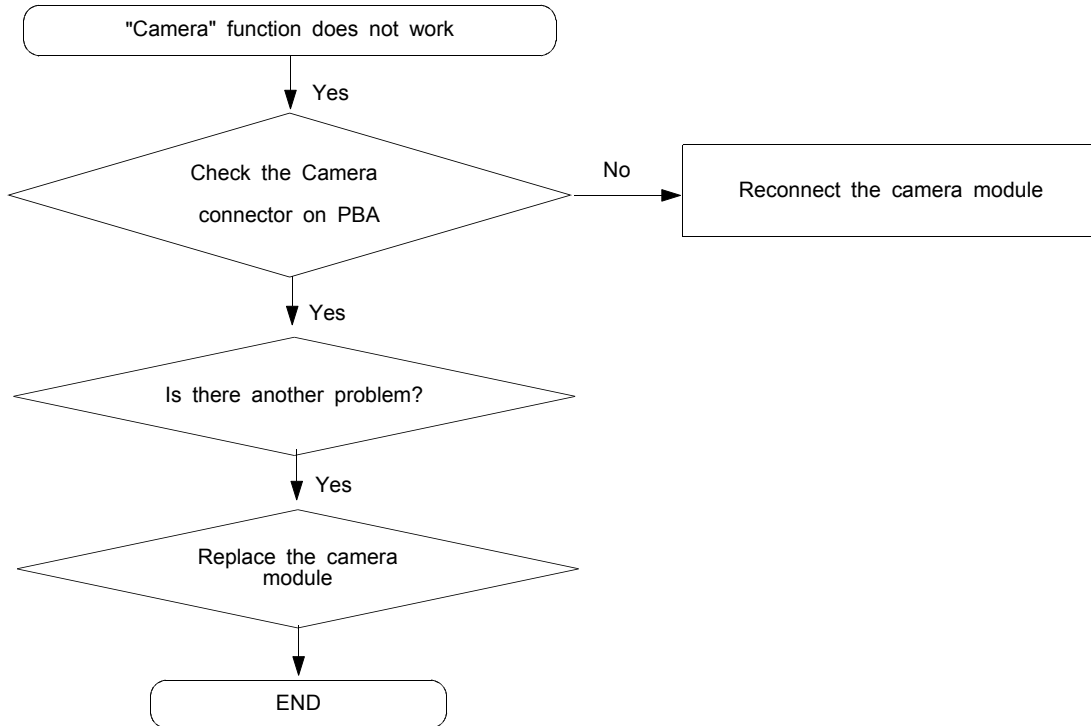 "Camera" function does not work
Yes
Check the Camera
connector on PBA
No
Reconnect the camera module
Yes
Is there another problem?
Yes
Replace the camera
module
END